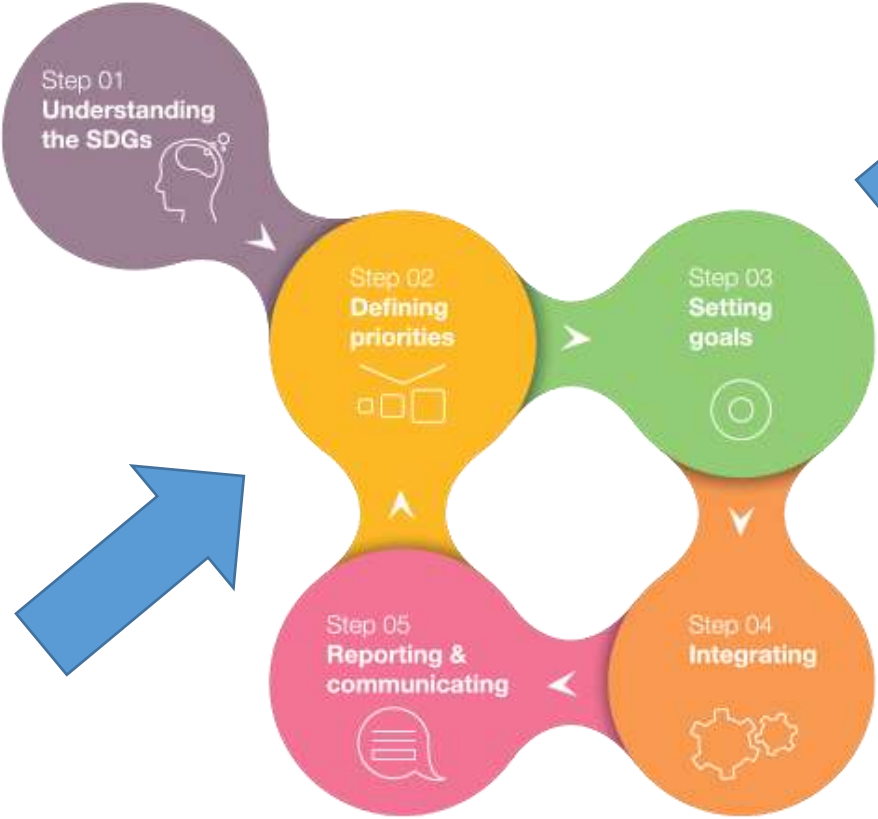 Step 01
Understanding
the SDGs
Step 02
Defining
priorities
Step 03
Setting
goals
Step 04
Integrating
Step 05
Reporting &
communicating